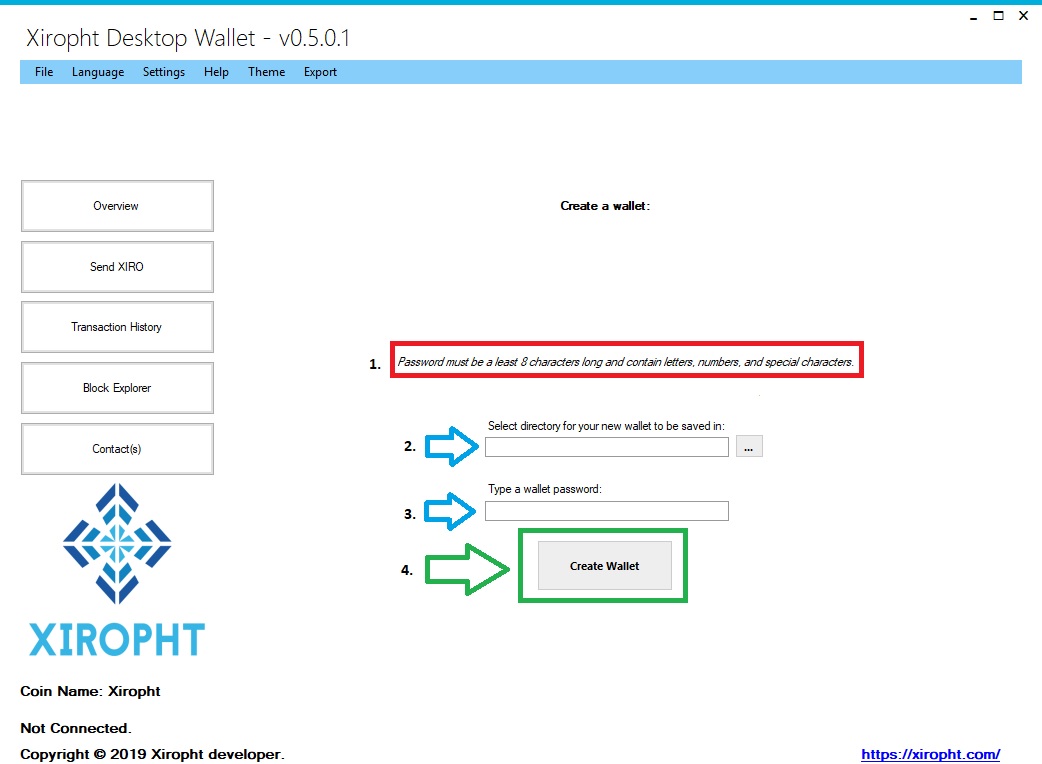 Xiropht Desktop Wallet - v0.5.0.1
File Language Settings Help Theme Export
Overview
Create a wallet:
Send XIRO
Transaction History
1. Password must be a least 8 characters long and contain letters, numbers, and special characters.
Block Explorer
Contact(s)
Select directory for your new wallet to be saved in:
2. ...
Type a wallet password:
3.
4. Create Wallet
XIROPHT
Coin Name: Xiropht
Not Connected.
Copyright © 2019 Xiropht developer. https://xiropht.com/